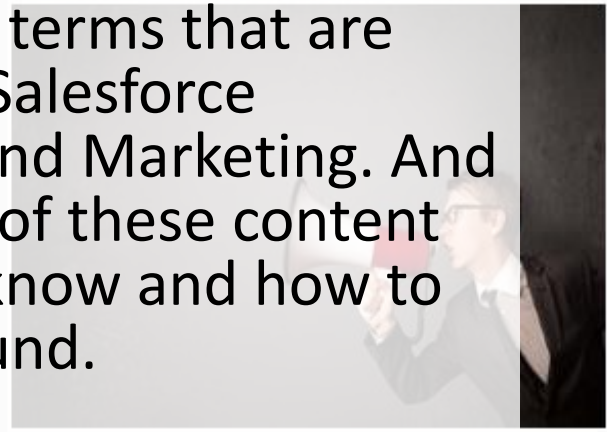 terms that are
Salesforce
nd Marketing. And
of these content
know and how to
und.